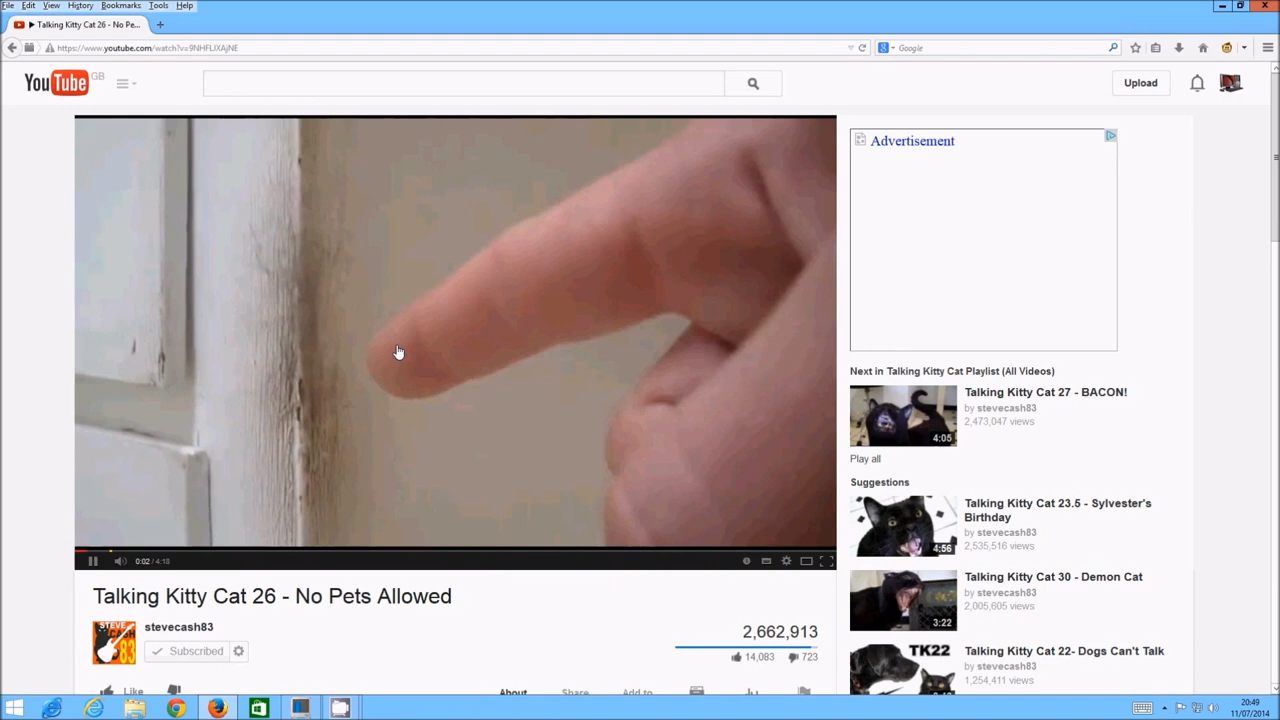 File Edit View History Bookmarks Tools Help
▶ Talking Kitty Cat 26 - No Pe...
https://www.youtube.com/watch?v=9NHFLIXAjNE
Google
YouTube GB
Upload
Advertisement
Next in Talking Kitty Cat Playlist (All Videos)
Talking Kitty Cat 27 - BACON!
by stevecash83
2,473,047 views
4:05
Play all
Suggestions
Talking Kitty Cat 23.5 - Sylvester's
Birthday
by stevecash83
2,535,516 views
4:56
Talking Kitty Cat 30 - Demon Cat
by stevecash83
2,005,605 views
3:22
TK22
Talking Kitty Cat 22- Dogs Can't Talk
by stevecash83
1,254,411 views
0:02 / 4:18
Talking Kitty Cat 26 - No Pets Allowed
STEVE
CASH
83
stevecash83
Subscribed
2,662,913
14,083 723
Like
About Share Add to
20:49
11/07/2014